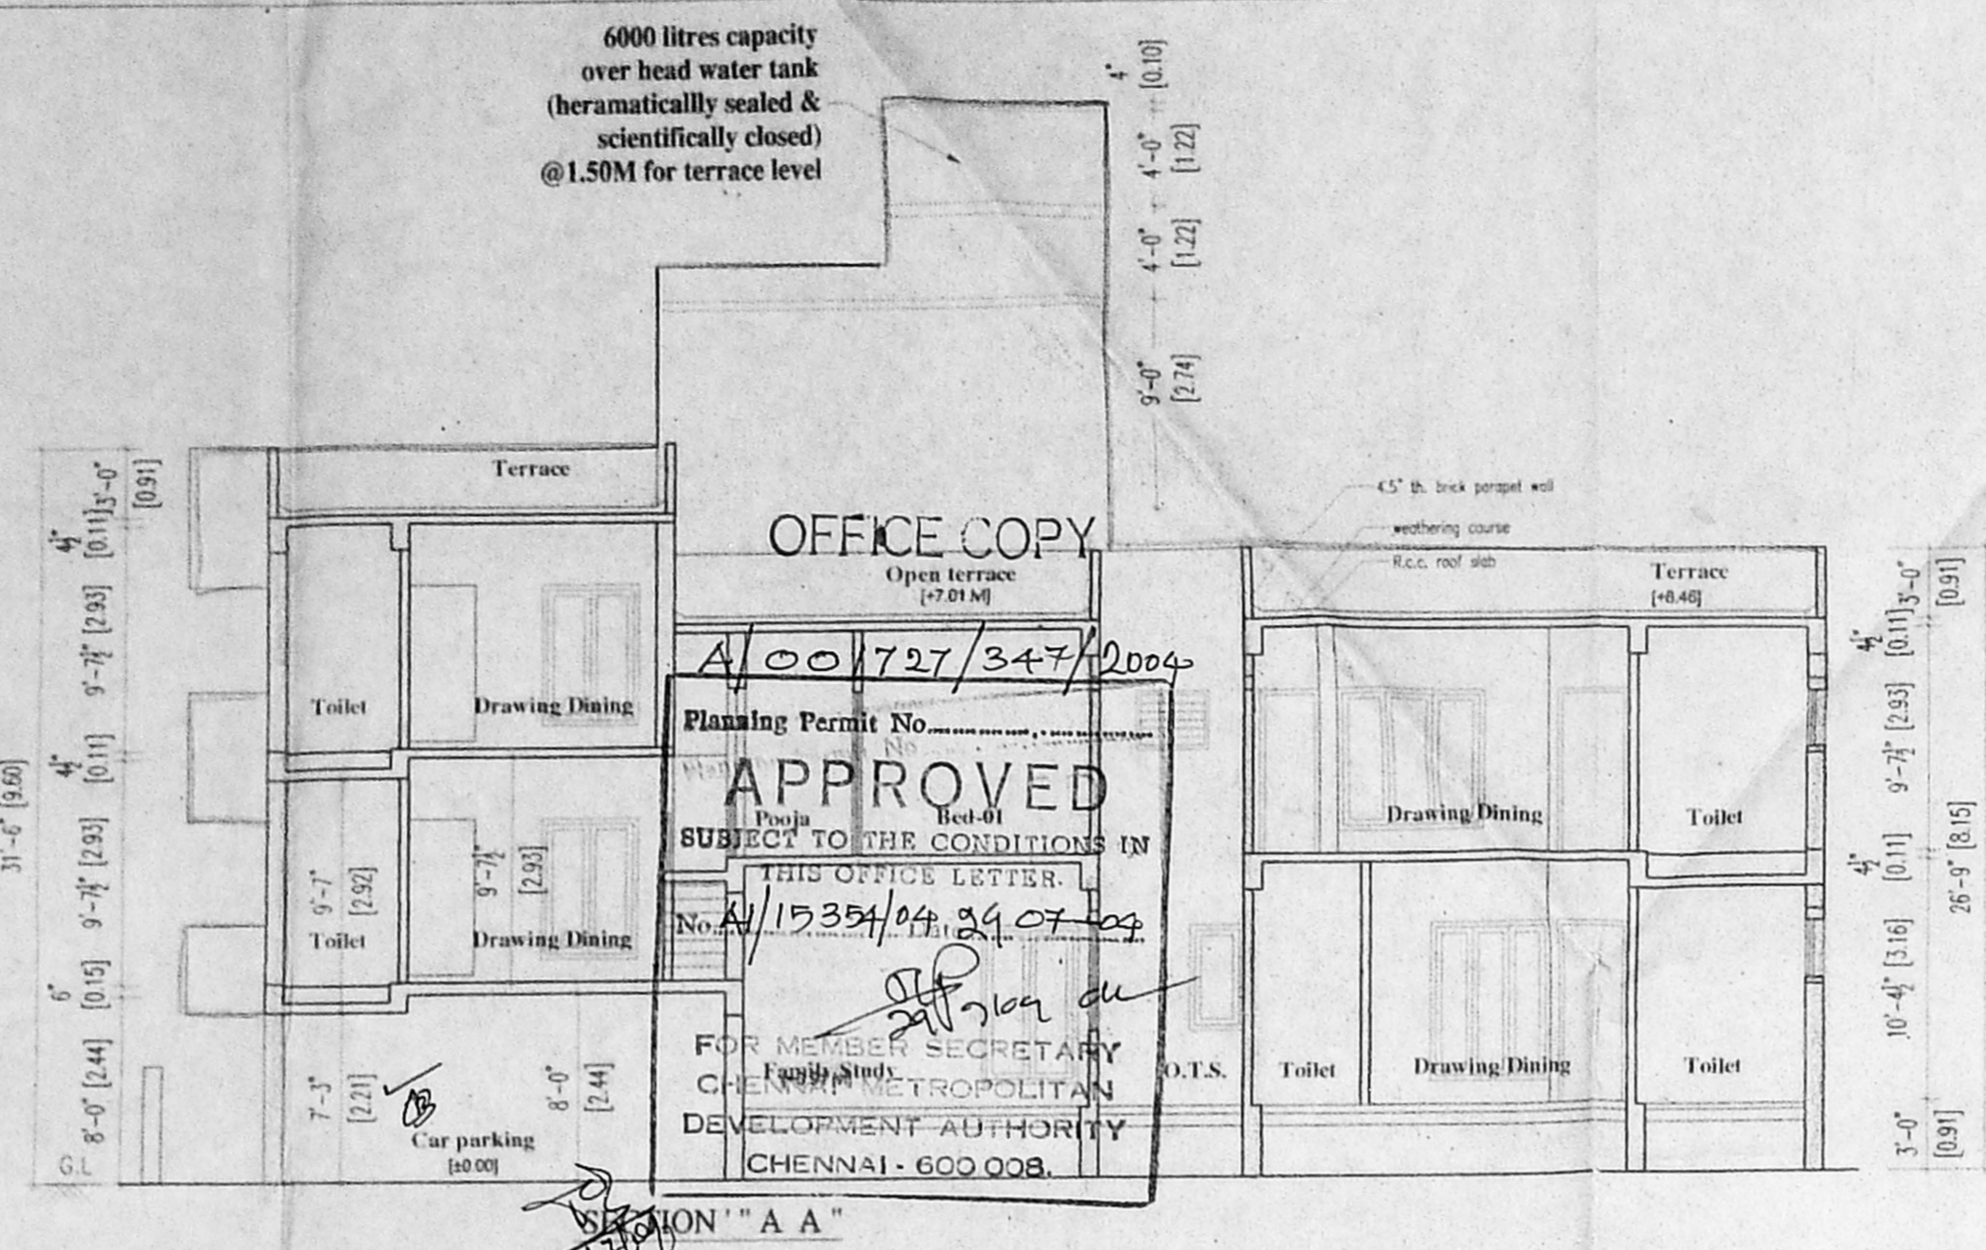 6000 litres capacity
over head water tank
(heramaticallly sealed &
scientifically closed)
@1.50M for terrace level
4" [0.10]
4'-0" [1.22]
4'-0" [1.22]
9'-0" [2.74]
Terrace
3'-0" [0.91]
4½" [0.11]
9'-7½" [2.93]
4½" [0.11]
9'-7½" [2.93]
6" [0.15]
8'-0" [2.44]
31'-6" [9.60]
G.L
4.5" th. brick parapet wall
weathering course
R.c.c. roof slab
OFFICE COPY
Open terrace
[+7.01 M]
Terrace
[+6.46]
A/00/727/347/2004
Toilet
Drawing/Dining
Planning Permit No
APPROVED
Pooja
Bed-01
SUBJECT TO THE CONDITIONS IN
THIS OFFICE LETTER.
No. A1/15354/04 29 07-04
Drawing/Dining
Toilet
9'-7" [2.92]
Toilet
9'-7½" [2.93]
Drawing/Dining
FOR MEMBER SECRETARY
Family Study
CHENNAI METROPOLITAN
DEVELOPMENT AUTHORITY
CHENNAI - 600 008.
O.T.S.
Toilet
Drawing/Dining
Toilet
7'-3" [2.21]
8'-0" [2.44]
Car parking
[±0.00]
3'-0" [0.91]
4½" [0.11]
9'-7½" [2.93]
4½" [0.11]
10'-4½" [3.16]
3'-0" [0.91]
26'-9" [8.15]
SECTION '" A A "